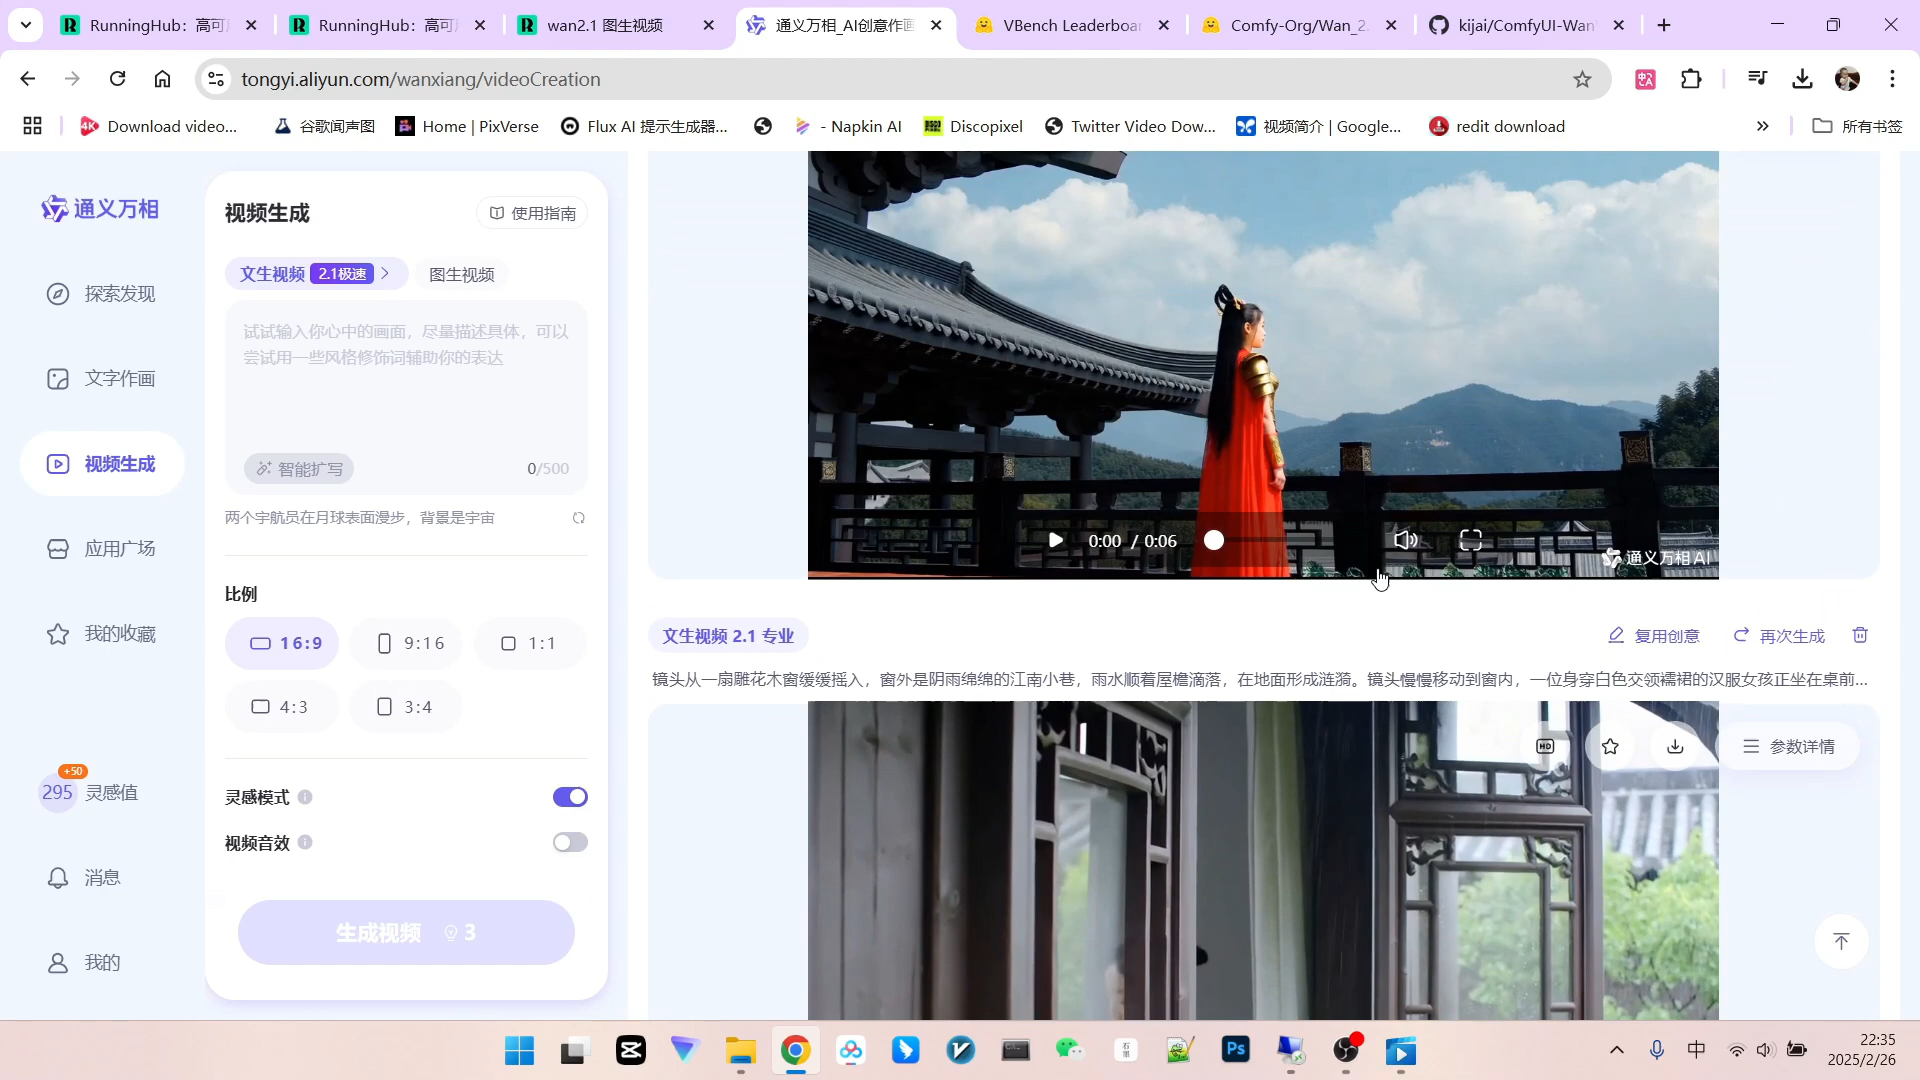 RunningHub：高可
RunningHub：高可
wan2.1 图生视频
通义万相_AI创意作画
VBench Leaderboar
Comfy-Org/Wan_2.
kijai/ComfyUI-Wan
tongyi.aliyun.com/wanxiang/videoCreation
Download video...
谷歌闻声图
Home | PixVerse
Flux AI 提示生成器...
- Napkin AI
Discopixel
Twitter Video Dow...
视频简介 | Google...
redit download
所有书签
通义万相
探索发现
文字作画
视频生成
应用广场
我的收藏
+50
295 灵感值
消息
我的
视频生成
使用指南
文生视频 2.1极速
图生视频
试试输入你心中的画面，尽量描述具体，可以
尝试用一些风格修饰词辅助你的表达
智能扩写
0/500
两个宇航员在月球表面漫步，背景是宇宙
比例
16:9
9:16
1:1
4:3
3:4
灵感模式
视频音效
生成视频 3
0:00 / 0:06
通义万相 AI
文生视频 2.1 专业
复用创意
再次生成
镜头从一扇雕花木窗缓缓摇入，窗外是阴雨绵绵的江南小巷，雨水顺着屋檐滴落，在地面形成涟漪。镜头慢慢移动到窗内，一位身穿白色交领襦裙的汉服女孩正坐在桌前...
HD
参数详情
中
22:35
2025/2/26
Ps